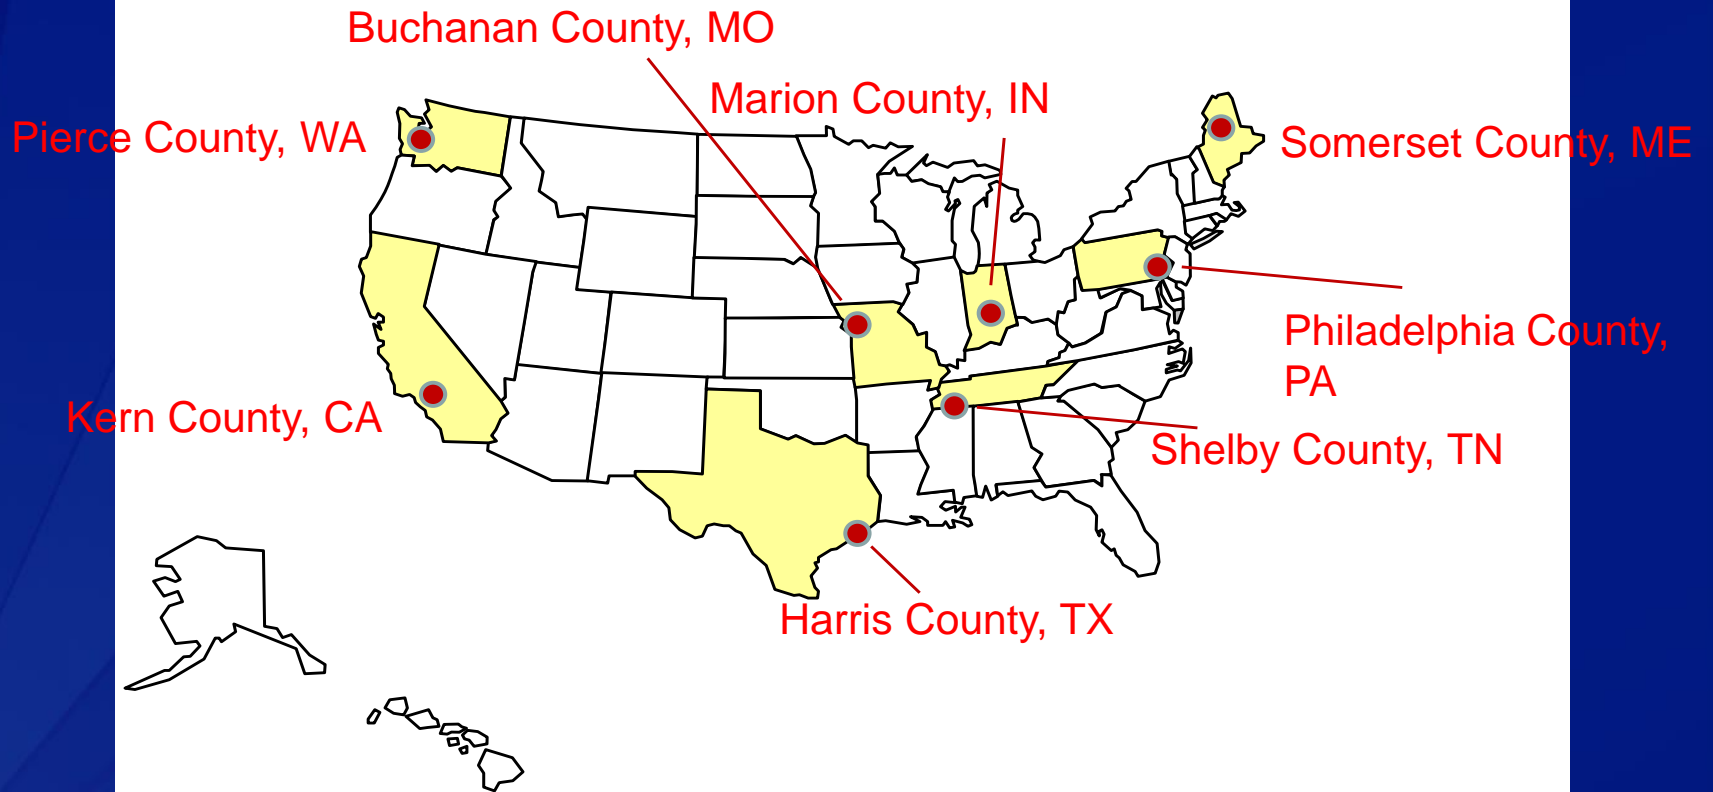 Buchanan County, MO
Marion County, IN
Pierce County, WA
Somerset County, ME
Philadelphia County,
PA
Kern County, CA
Shelby County, TN
Harris County, TX